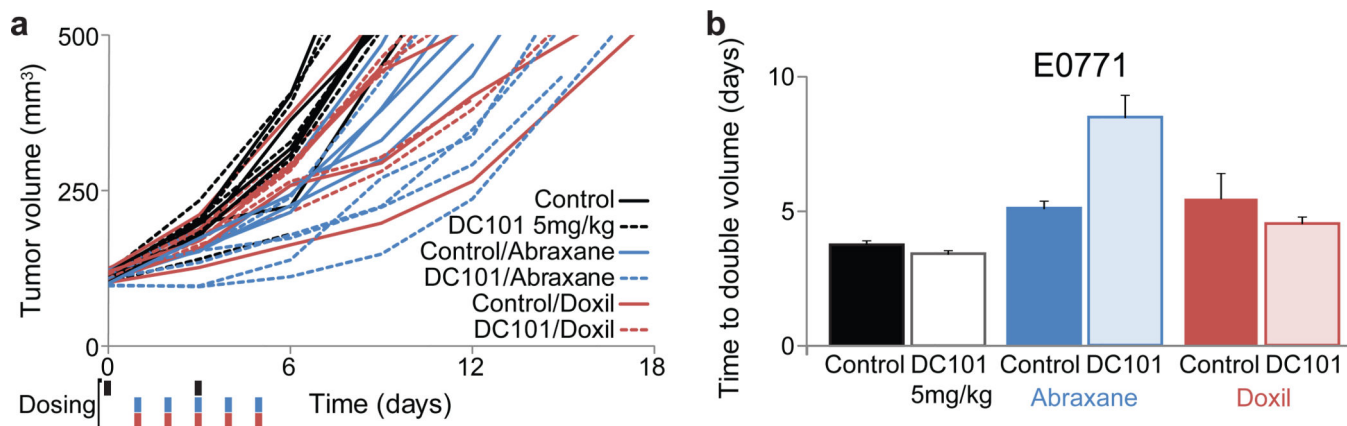 a
500
250
0
Tumor volume (mm³)
Control
DC101 5mg/kg
Control/Abraxane
DC101/Abraxane
Control/Doxil
DC101/Doxil
0 6 12 18
Time (days)
Dosing
b
E0771
Time to double volume (days)
10
5
0
Control DC101 Control DC101 Control DC101
5mg/kg Abraxane Doxil